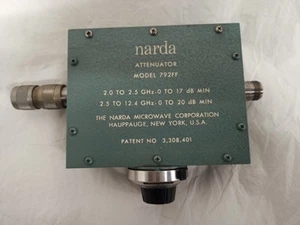 narda
ATTENUATOR
MODEL 792FF
2.0 TO 2.5 GHz-0 TO 17 dB MIN
2.5 TO 12.4 GHz-0 TO 20 dB MIN
THE NARDA MICROWAVE CORPORATION
HAUPPAUGE, NEW YORK, U.S.A.
PATENT NO 3,308,401